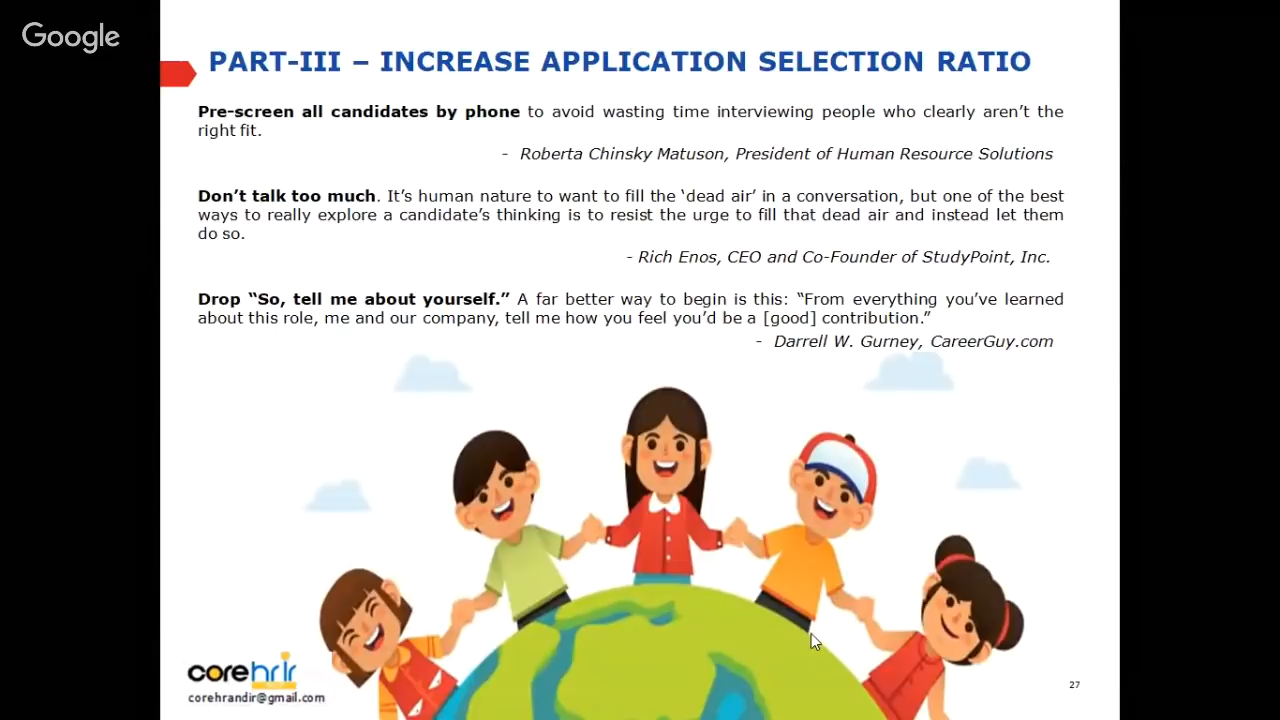 Google
PART-III – INCREASE APPLICATION SELECTION RATIO
Pre-screen all candidates by phone to avoid wasting time interviewing people who clearly aren’t the
right fit.
- Roberta Chinsky Matuson, President of Human Resource Solutions
Don’t talk too much. It’s human nature to want to fill the ‘dead air’ in a conversation, but one of the best
ways to really explore a candidate’s thinking is to resist the urge to fill that dead air and instead let them
do so.
- Rich Enos, CEO and Co-Founder of StudyPoint, Inc.
Drop “So, tell me about yourself.” A far better way to begin is this: “From everything you’ve learned
about this role, me and our company, tell me how you feel you’d be a [good] contribution.”
- Darrell W. Gurney, CareerGuy.com
corehrir
corehrandir@gmail.com
27